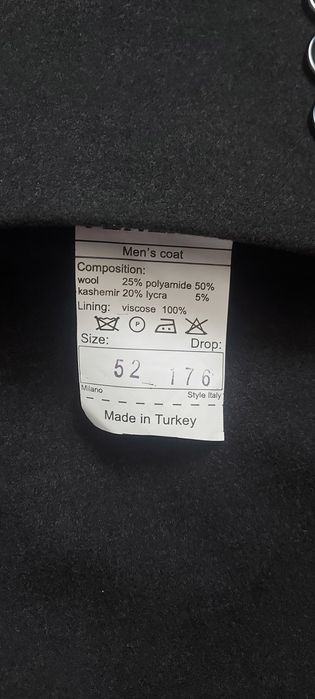 Men's coat
Composition:
wool 25% polyamide 50%
kashemir 20% lycra 5%
Lining: viscose 100%
P
Size: Drop:
52 176
Milano Style Italy
Made in Turkey